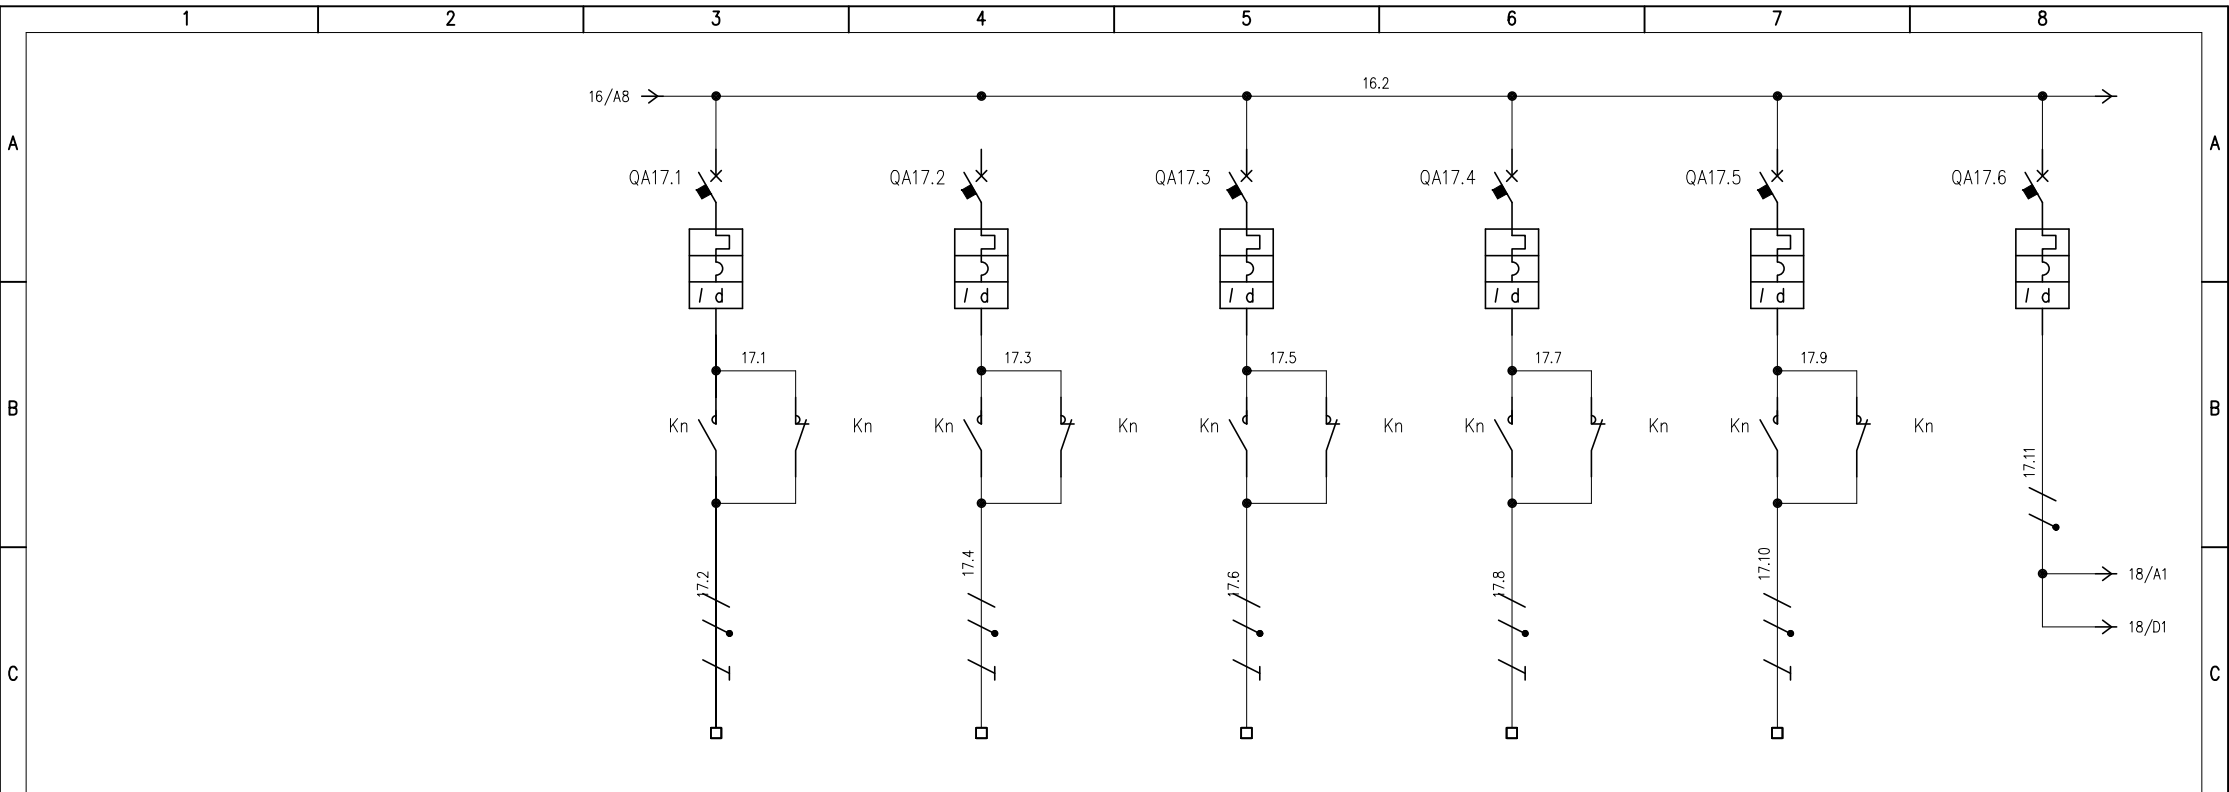 1 2 3 4 5 6 7 8
16/A8 16.2
A A
QA17.1 QA17.2 QA17.3 QA17.4 QA17.5 QA17.6
I d I d I d I d I d I d
17.1 17.3 17.5 17.7 17.9
B B
Kn Kn Kn Kn Kn Kn Kn Kn Kn Kn
17.11
17.2 17.4 17.6 17.8 17.10
18/A1
18/D1
C C